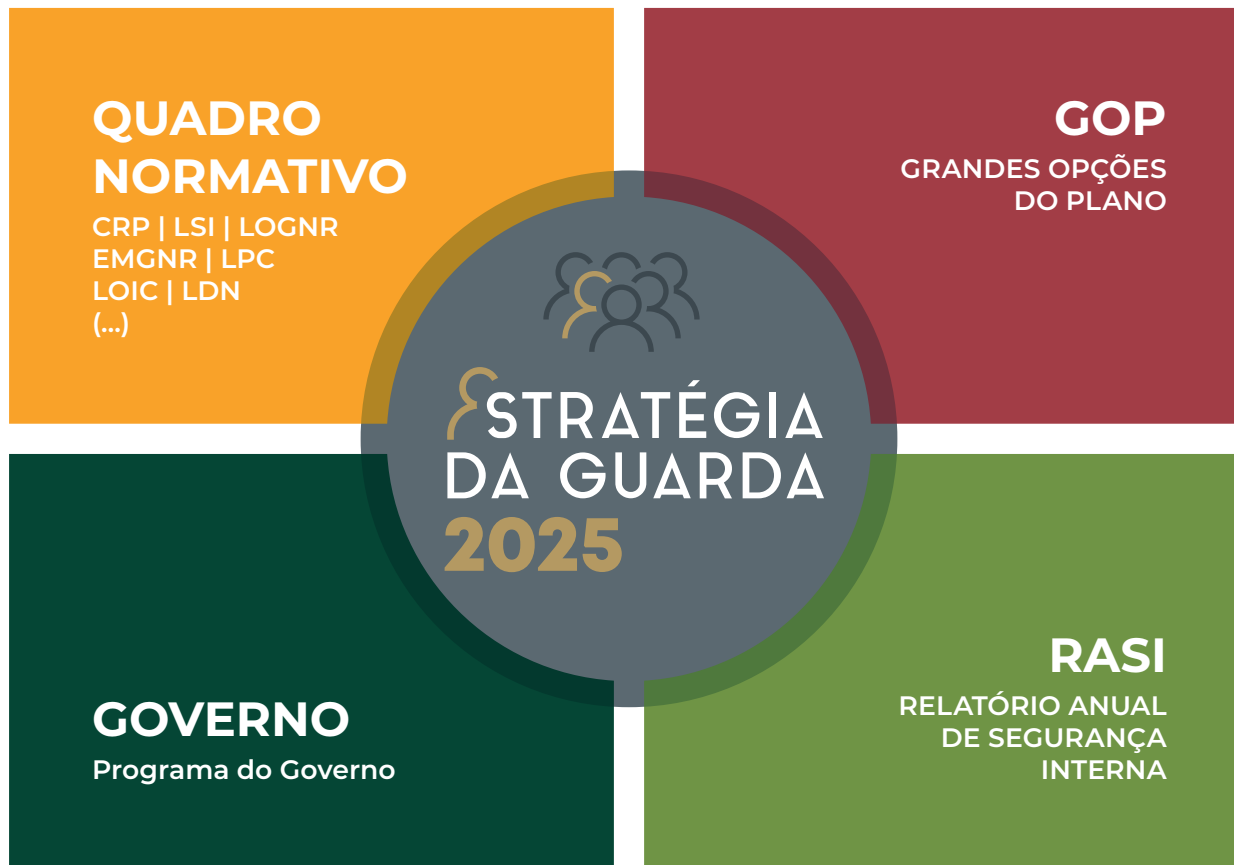 QUADRO
NORMATIVO
CRP | LSI | LOGNR
EMGNR | LPC
LOIC | LDN
(...)
GOP
GRANDES OPÇÕES
DO PLANO
ESTRATÉGIA
DA GUARDA
2025
GOVERNO
Programa do Governo
RASI
RELATÓRIO ANUAL
DE SEGURANÇA
INTERNA